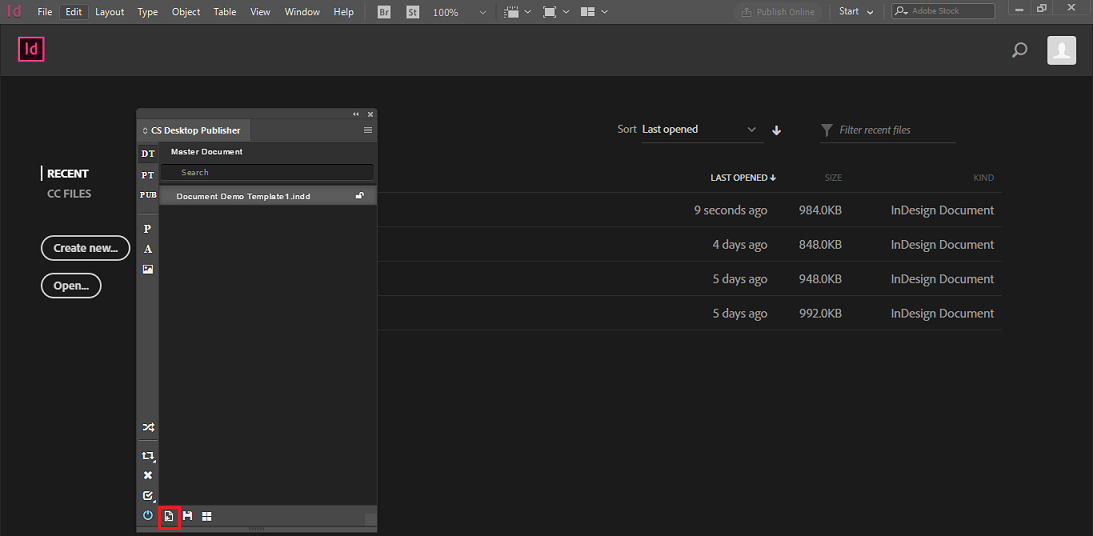 Id File Edit Layout Type Object Table View Window Help Br St 100% Publish Online Start Adobe Stock
Id
CS Desktop Publisher
Sort Last opened Filter recent files
DT Master Document
PT Search
RECENT
LAST OPENED SIZE KIND
CC FILES
PUB Document Demo Template1.indd
9 seconds ago 984.0KB InDesign Document
P
Create new...
4 days ago 848.0KB InDesign Document
A
5 days ago 948.0KB InDesign Document
Open...
5 days ago 992.0KB InDesign Document